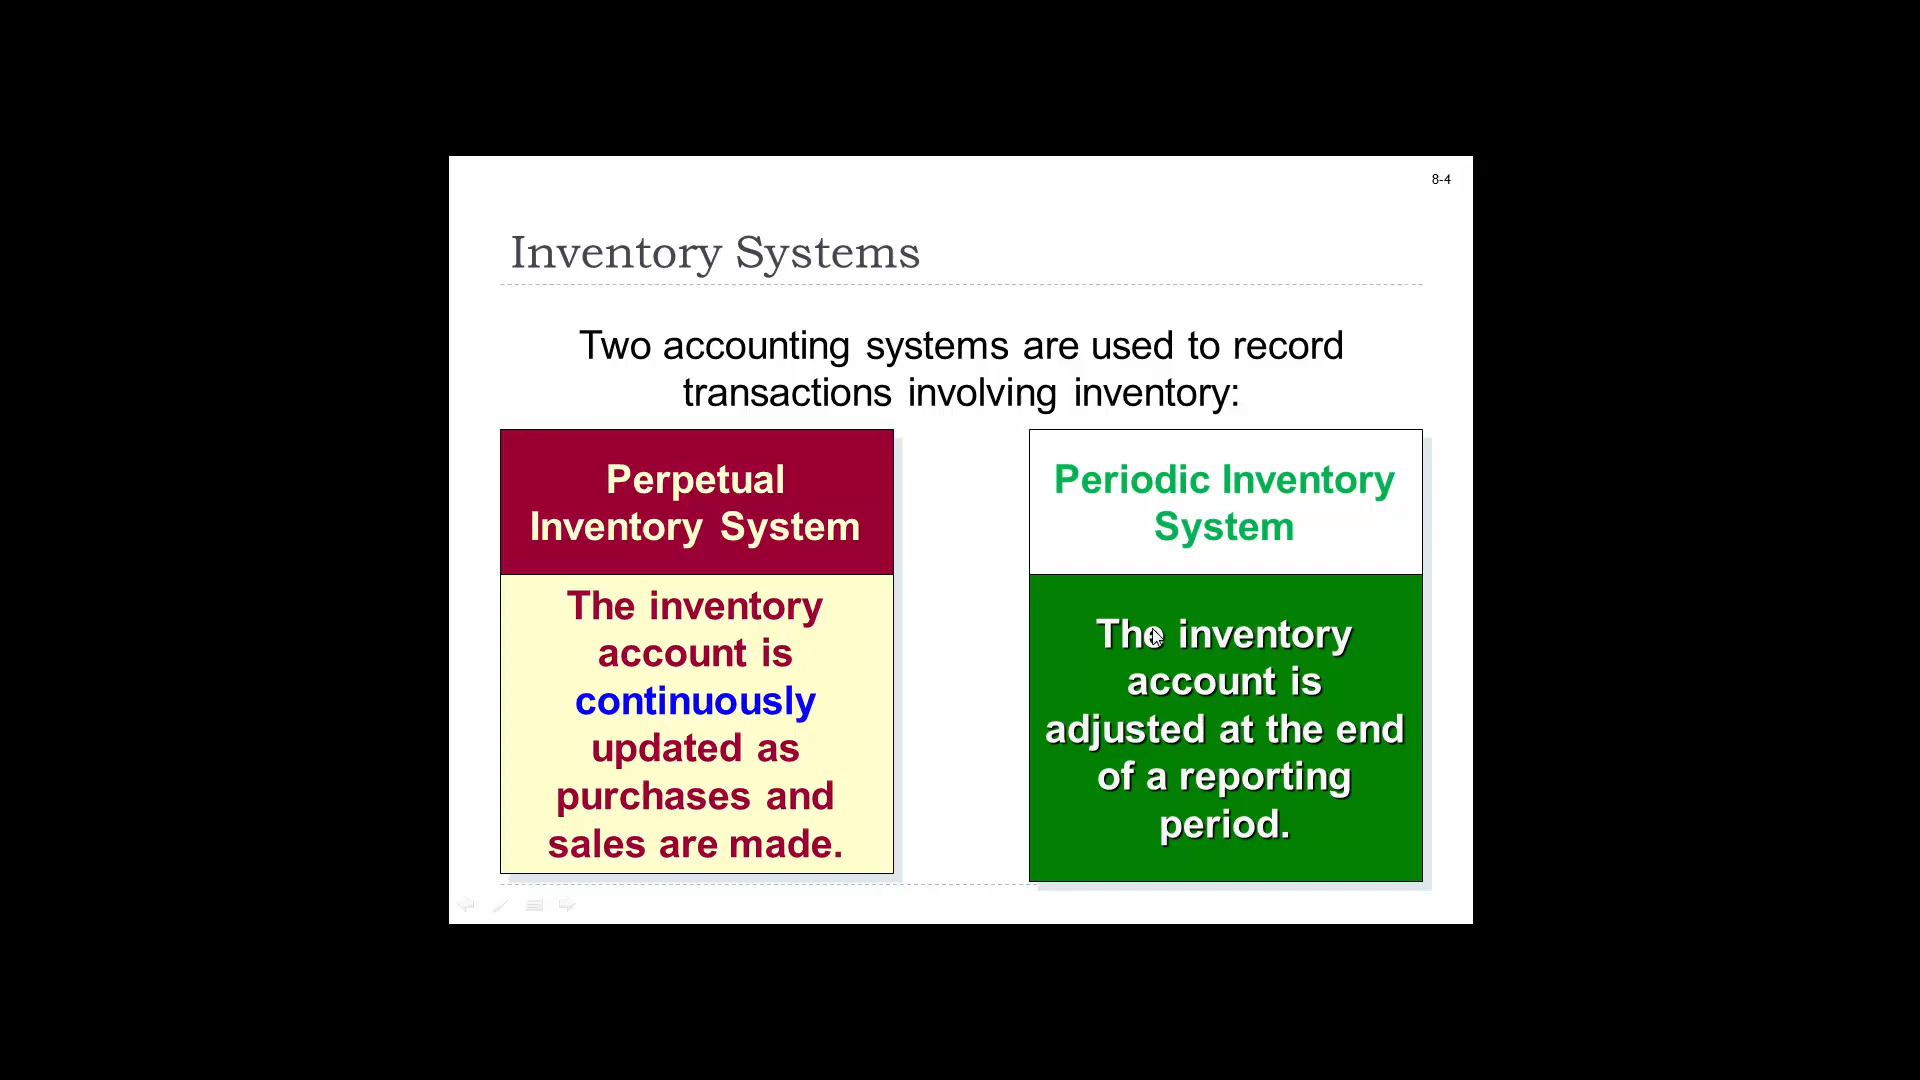 8-4
Inventory Systems
Two accounting systems are used to record
transactions involving inventory:
Perpetual
Inventory System
The inventory
account is
continuously
updated as
purchases and
sales are made.
Periodic Inventory
System
The inventory
account is
adjusted at the end
of a reporting
period.